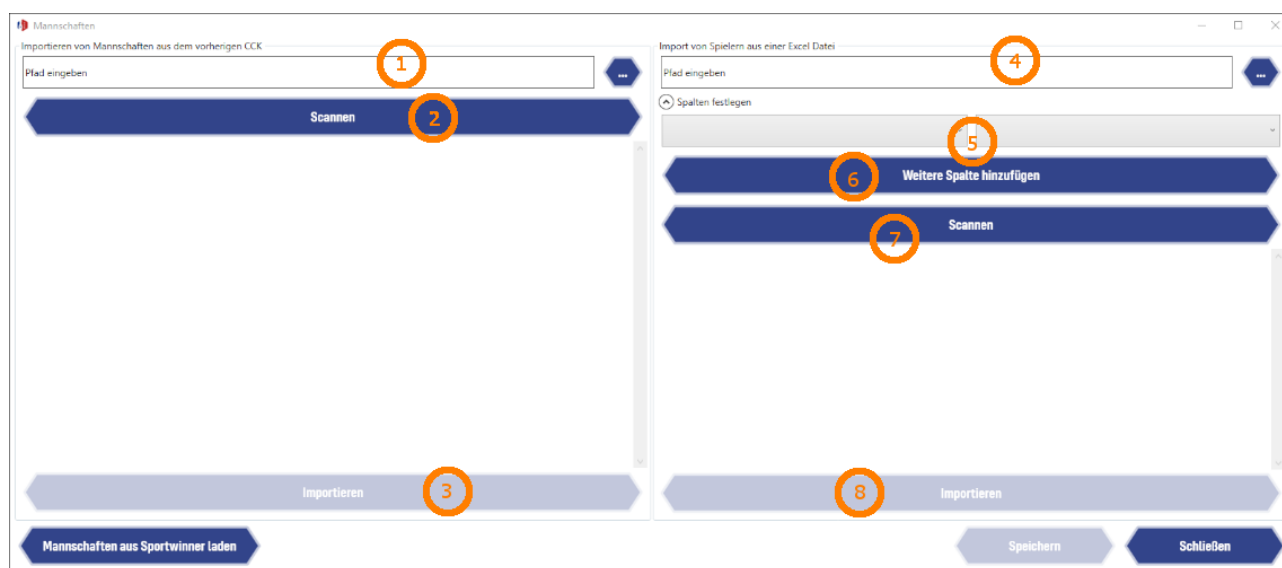 Mannschaften
Importieren von Mannschaften aus dem vorherigen CCK
Pfad eingeben
1
...
Scannen
2
Importieren
3
Mannschaften aus Sportwinner laden
Import von Spielern aus einer Excel Datei
Pfad eingeben
4
...
Spalten festlegen
5
6
Weitere Spalte hinzufügen
Scannen
7
8
Importieren
Speichern
Schließen